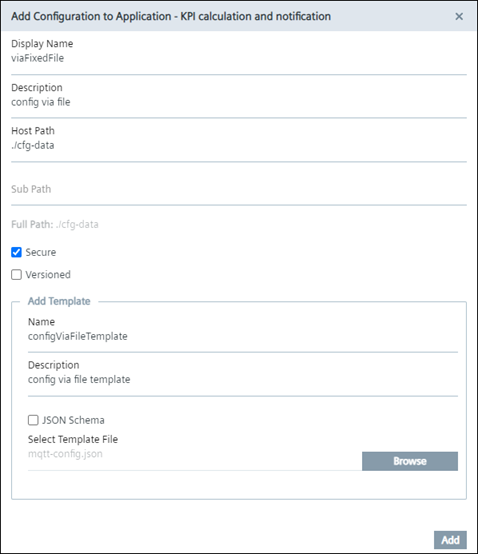 Add Configuration to Application - KPI calculation and notification
Display Name
viaFixedFile
Description
config via file
Host Path
./cfg-data
Sub Path
Full Path: ./cfg-data
Secure
Versioned
Add Template
Name
configViaFileTemplate
Description
config via file template
JSON Schema
Select Template File
mqtt-config.json
Browse
Add